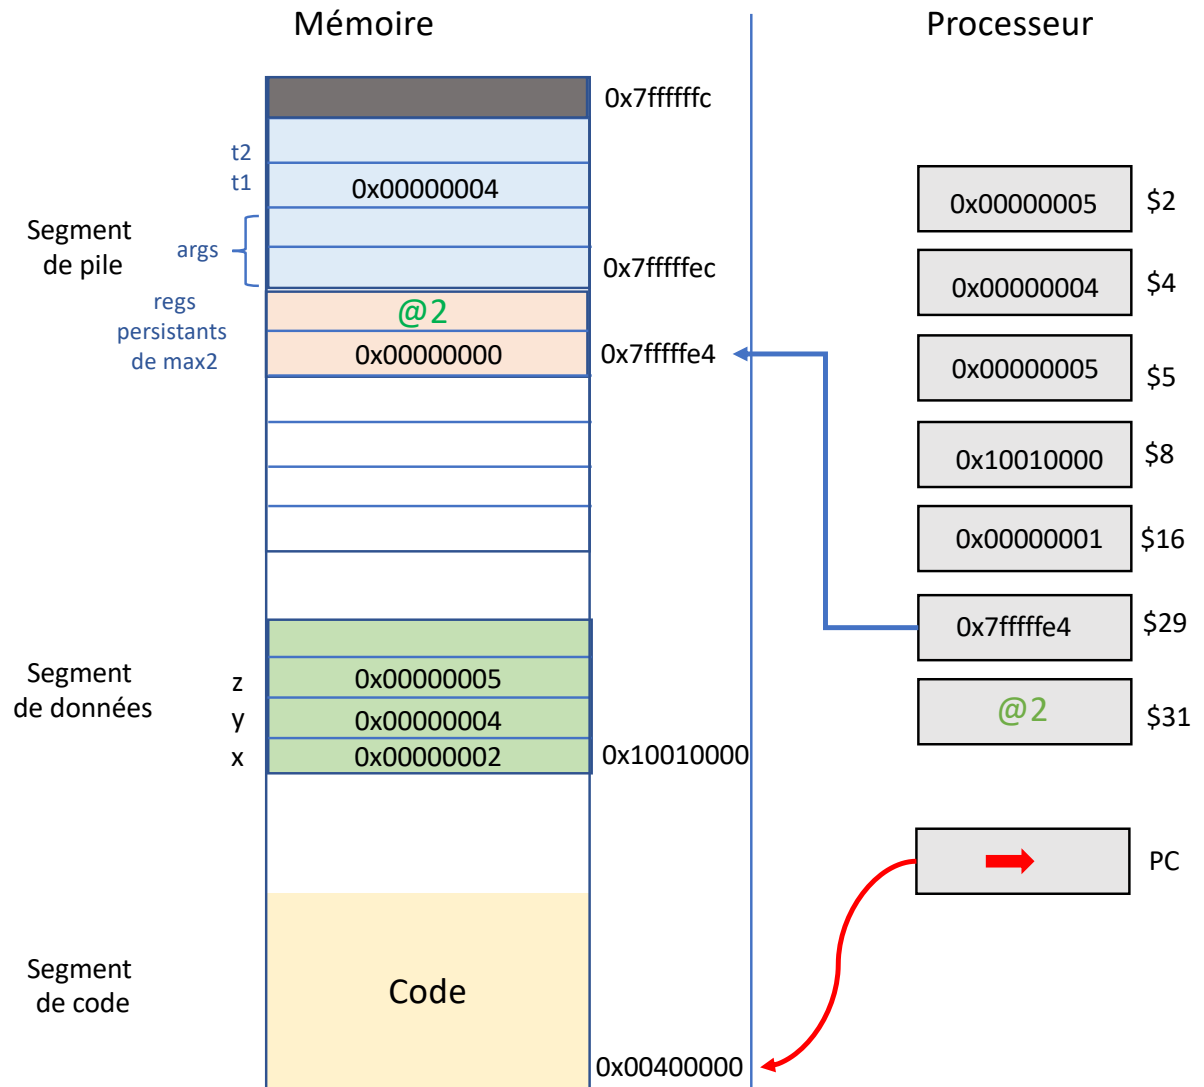 Mémoire
Processeur
0x7ffffffc
t2
t1
0x00000004
Segment
de pile
args
0x7fffffec
regs
persistants
de max2
@2
0x00000000
0x7fffffe4
Segment
de données
z
0x00000005
y
0x00000004
x
0x00000002
0x10010000
Segment
de code
Code
0x00400000
0x00000005
$2
0x00000004
$4
0x00000005
$5
0x10010000
$8
0x00000001
$16
0x7fffffe4
$29
@2
$31
PC